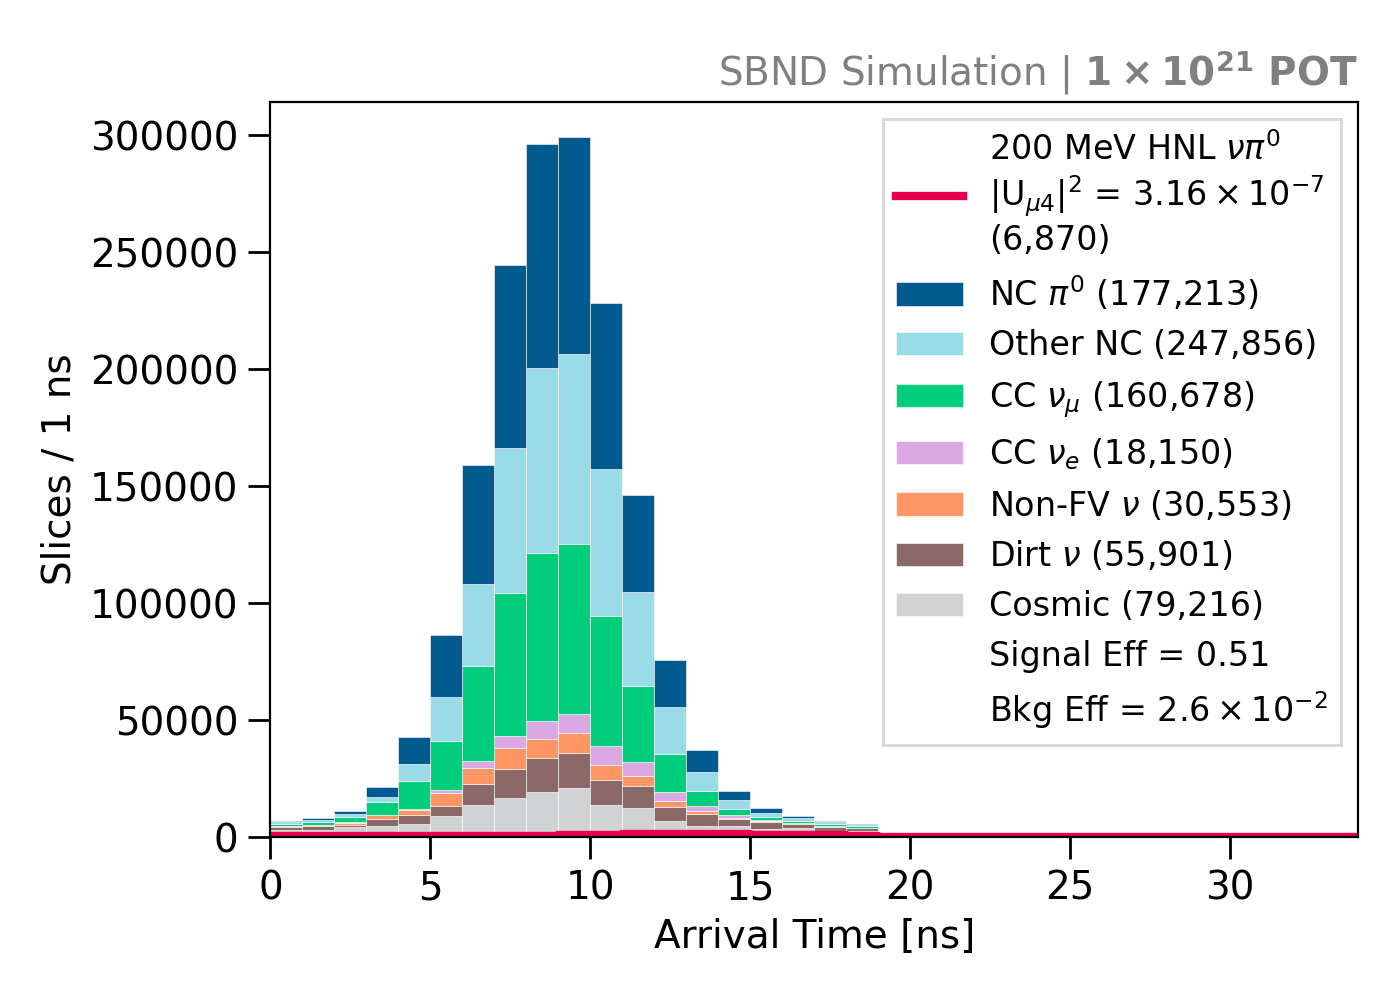 SBND Simulation | 1 × 10²¹ POT
300000
250000
200000
150000
100000
50000
0
Slices / 1 ns
0 5 10 15 20 25 30
Arrival Time [ns]
200 MeV HNL νπ⁰
|U_μ4|² = 3.16 × 10⁻⁷
(6,870)
NC π⁰ (177,213)
Other NC (247,856)
CC ν_μ (160,678)
CC ν_e (18,150)
Non-FV ν (30,553)
Dirt ν (55,901)
Cosmic (79,216)
Signal Eff = 0.51
Bkg Eff = 2.6 × 10⁻²